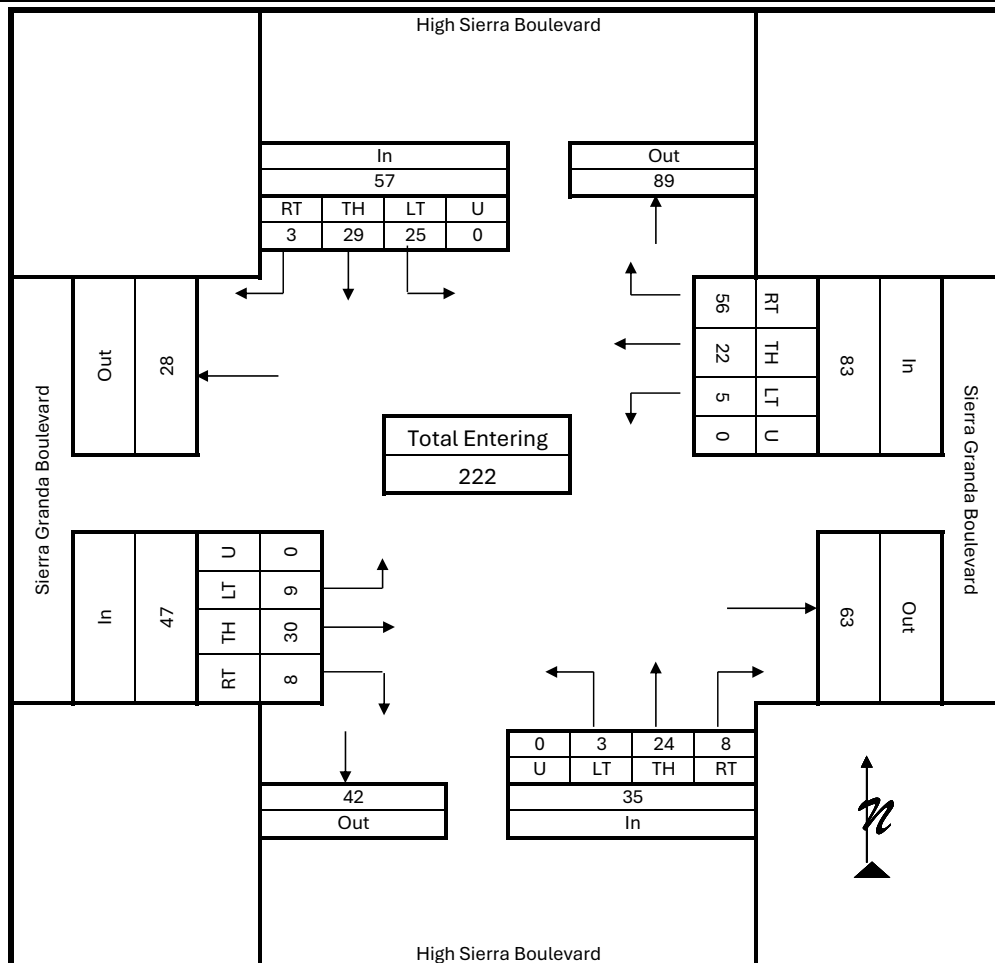 High Sierra Boulevard
In
57
RT TH LT U
3 29 25 0
Out
89
Sierra Granda Boulevard
Out
28
56 RT
22 TH
5 LT
0 U
83
In
Sierra Granda Boulevard
Total Entering
222
In
47
U 0
LT 9
TH 30
RT 8
63
Out
0 3 24 8
U LT TH RT
35
In
42
Out
n
High Sierra Boulevard